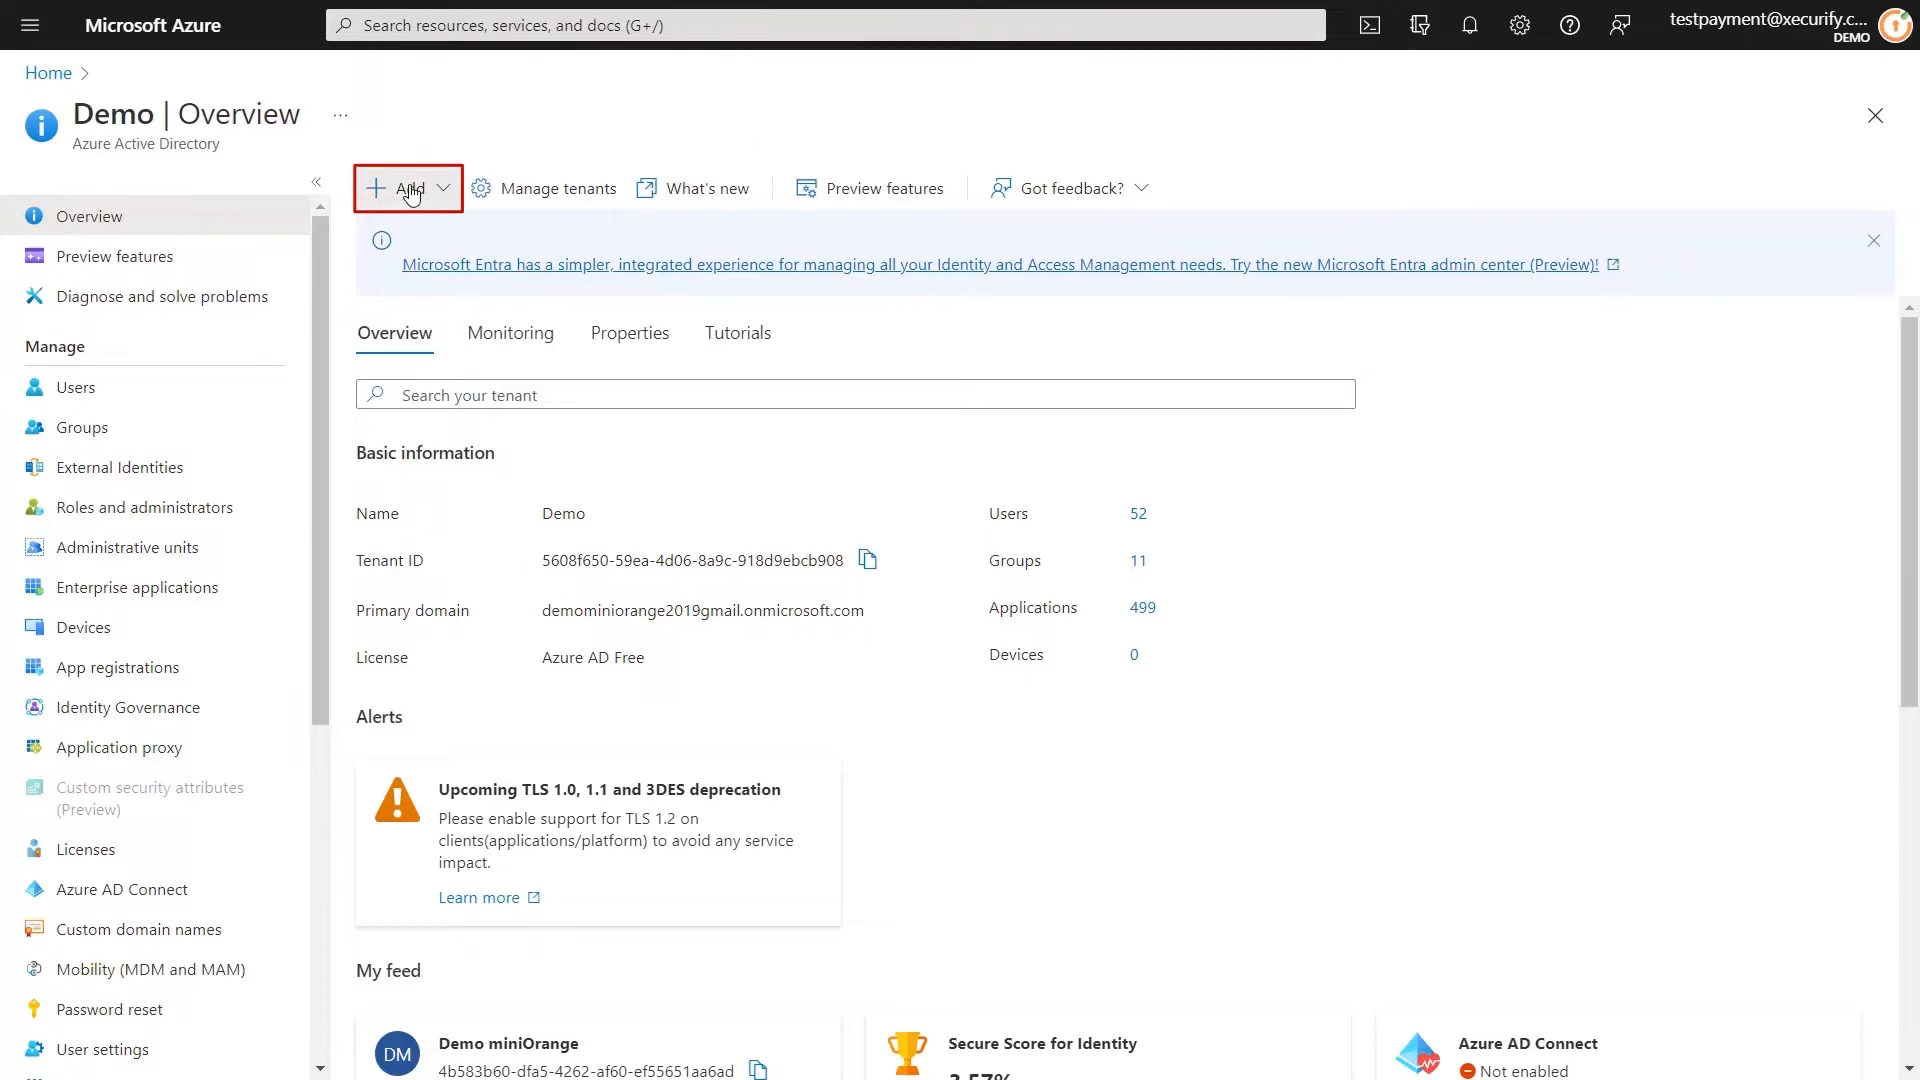 Microsoft Azure
Search resources, services, and docs (G+/)
testpayment@xecurify.c...
DEMO
Home
Demo | Overview
...
Azure Active Directory
Add
Manage tenants
What's new
Preview features
Got feedback?
Microsoft Entra has a simpler, integrated experience for managing all your Identity and Access Management needs. Try the new Microsoft Entra admin center (Preview)!
Overview
Preview features
Diagnose and solve problems
Manage
Users
Groups
External Identities
Roles and administrators
Administrative units
Enterprise applications
Devices
App registrations
Identity Governance
Application proxy
Custom security attributes
(Preview)
Licenses
Azure AD Connect
Custom domain names
Mobility (MDM and MAM)
Password reset
User settings
Overview
Monitoring
Properties
Tutorials
Search your tenant
Basic information
Name
Demo
Users
52
Tenant ID
5608f650-59ea-4d06-8a9c-918d9ebcb908
Groups
11
Primary domain
demominiorange2019gmail.onmicrosoft.com
Applications
499
License
Azure AD Free
Devices
0
Alerts
Upcoming TLS 1.0, 1.1 and 3DES deprecation
Please enable support for TLS 1.2 on
clients(applications/platform) to avoid any service
impact.
Learn more
My feed
DM
Demo miniOrange
4b583b60-dfa5-4262-af60-ef55651aa6ad
Secure Score for Identity
3.57%
Azure AD Connect
Not enabled